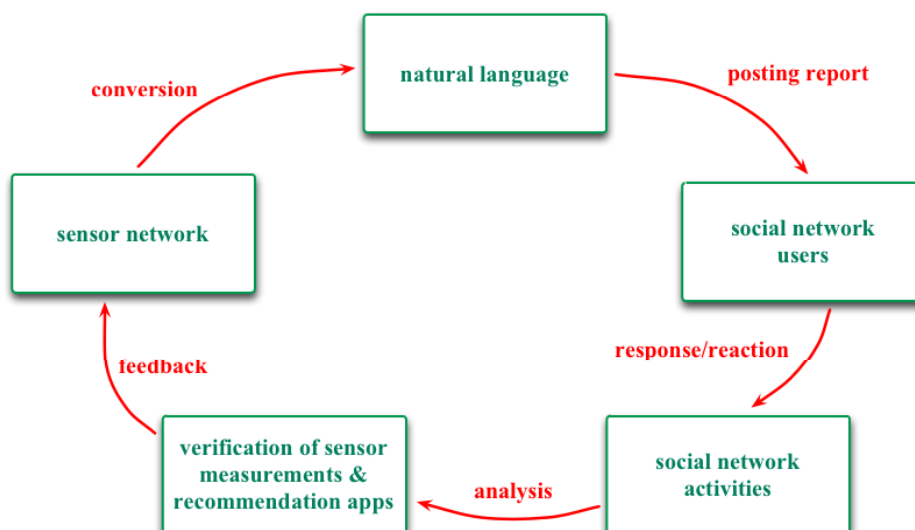 natural language
posting report
conversion
sensor network
social network
users
response/reaction
feedback
verification of sensor
measurements &
recommendation apps
analysis
social network
activities